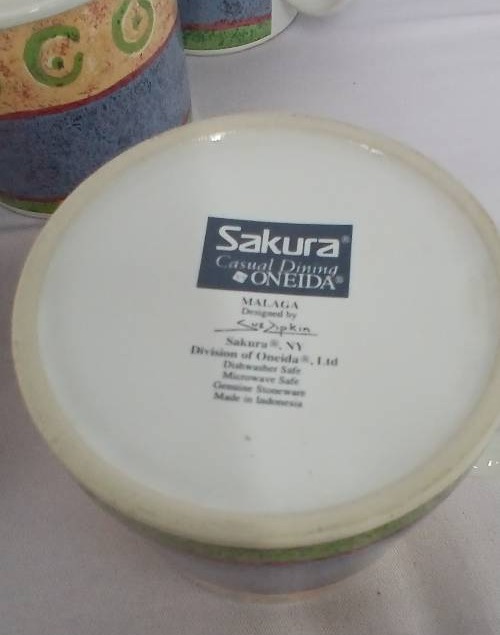 Sakura®
Casual Dining
ONEIDA®
MALAGA
Designed by
Sue Zipkin
Sakura®, NY
Division of Oneida®, Ltd
Dishwasher Safe
Microwave Safe
Genuine Stoneware
Made in Indonesia